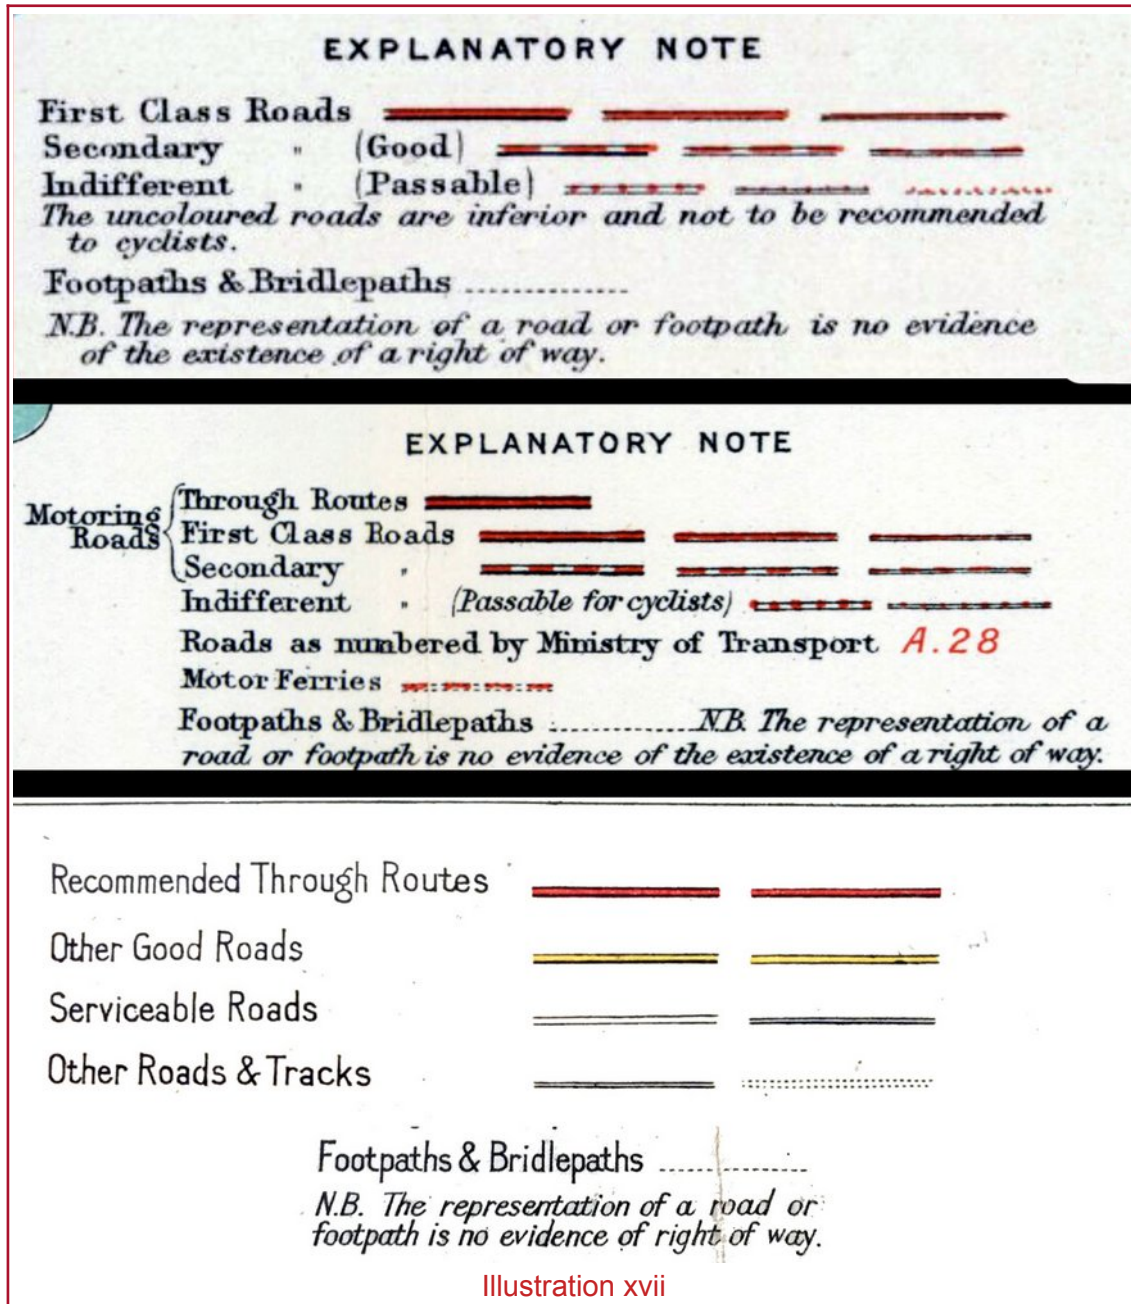 EXPLANATORY NOTE
First Class Roads
Secondary " (Good)
Indifferent " (Passable)
The uncoloured roads are inferior and not to be recommended
to cyclists.
Footpaths & Bridlepaths ..............
N.B. The representation of a road or footpath is no evidence
of the existence of a right of way.
EXPLANATORY NOTE
Motoring
Roads
Through Routes
First Class Roads
Secondary "
Indifferent " (Passable for cyclists)
Roads as numbered by Ministry of Transport A.28
Motor Ferries
Footpaths & Bridlepaths ..............N.B. The representation of a
road or footpath is no evidence of the existence of a right of way.
Recommended Through Routes
Other Good Roads
Serviceable Roads
Other Roads & Tracks
Footpaths & Bridlepaths ..............
N.B. The representation of a road or
footpath is no evidence of right of way.
Illustration xvii